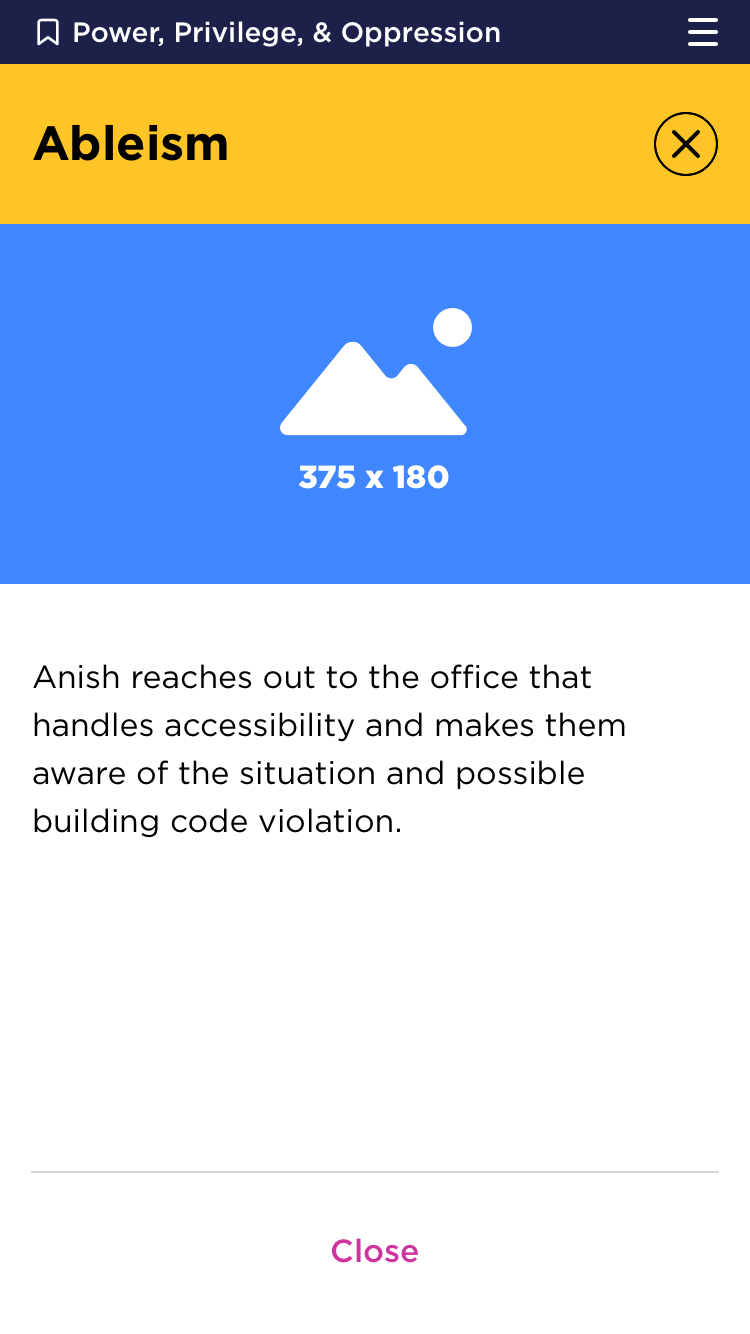 Power, Privilege, & Oppression
Ableism
375 x 180
Anish reaches out to the office that
handles accessibility and makes them
aware of the situation and possible
building code violation.
Close